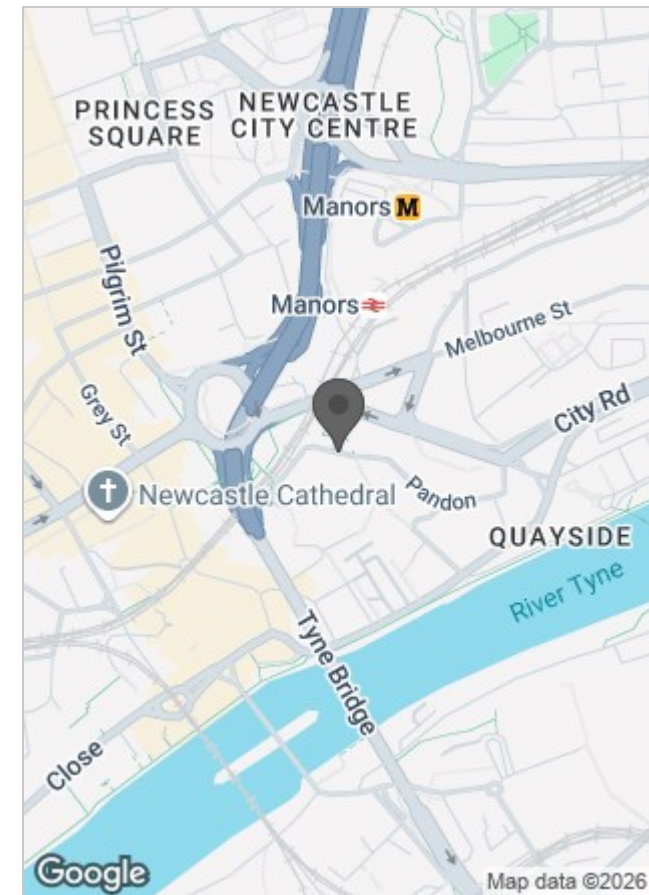 PRINCESS
SQUARE
NEWCASTLE
CITY CENTRE
Manors M
Manors
Pilgrim St
Melbourne St
Grey St
City Rd
Newcastle Cathedral
Pandon
QUAYSIDE
River Tyne
Tyne Bridge
Close
Google
Map data ©2026